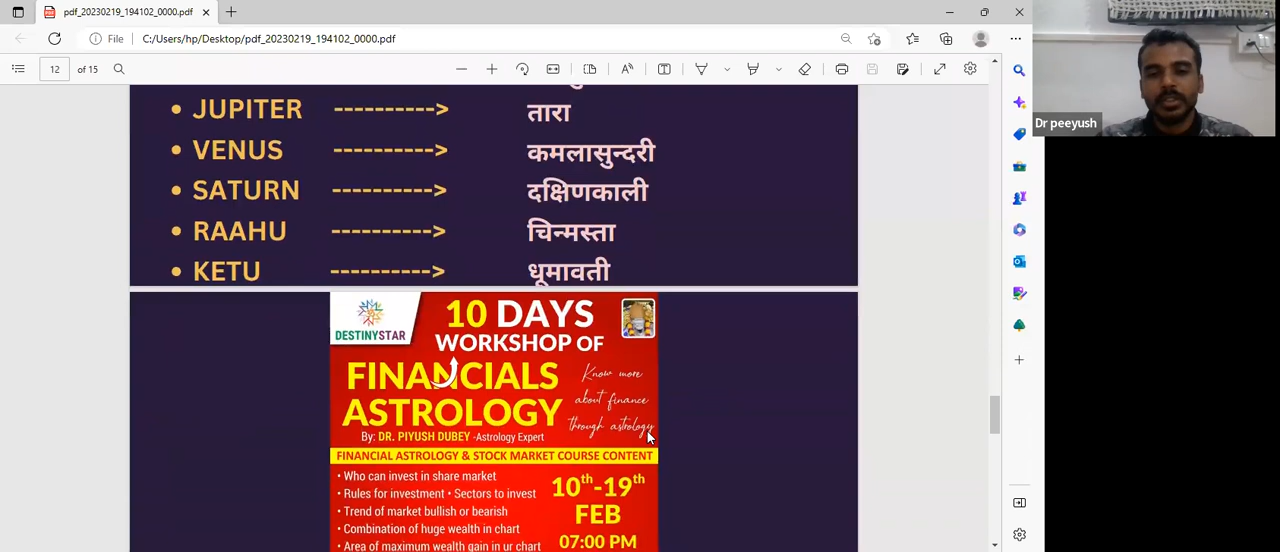 pdf_20230219_194102_0000.pdf
File
C:/Users/hp/Desktop/pdf_20230219_194102_0000.pdf
12 of 15
Dr peeyush
• JUPITER ----------> तारा
• VENUS ----------> कमलासुन्दरी
• SATURN ----------> दक्षिणकाली
• RAAHU ----------> चिन्मस्ता
• KETU ----------> धूमावती
DESTINYSTAR
10 DAYS
WORKSHOP OF
FINANCIALS
ASTROLOGY
Know more
about finance
through astrology
By: DR. PIYUSH DUBEY -Astrology Expert
FINANCIAL ASTROLOGY & STOCK MARKET COURSE CONTENT
• Who can invest in share market
• Rules for investment • Sectors to invest
• Trend of market bullish or bearish
• Combination of huge wealth in chart
• Area of maximum wealth gain in ur chart
10th-19th
FEB
07:00 PM